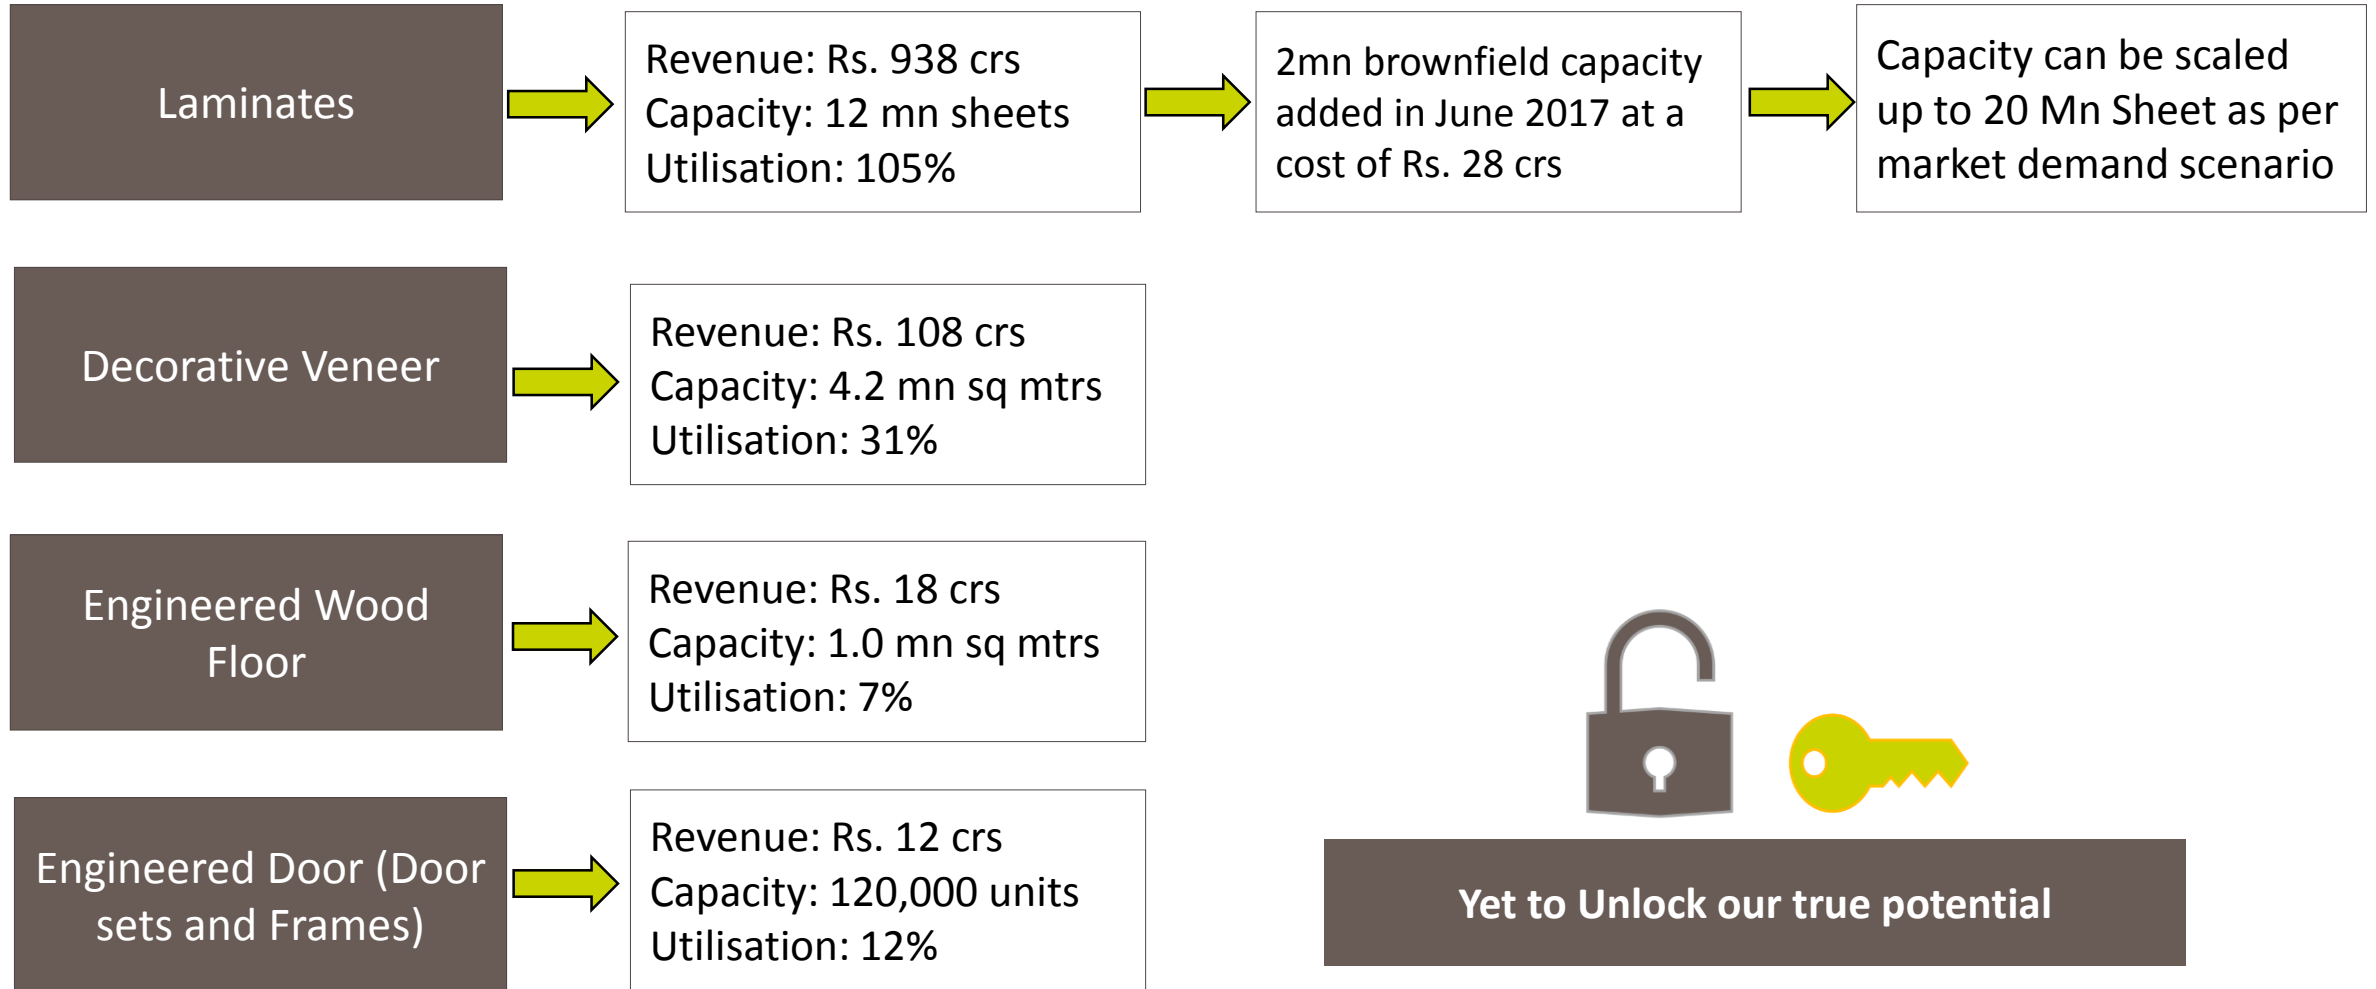 Laminates
Revenue: Rs. 938 crs
Capacity: 12 mn sheets
Utilisation: 105%
2mn brownfield capacity
added in June 2017 at a
cost of Rs. 28 crs
Capacity can be scaled
up to 20 Mn Sheet as per
market demand scenario
Decorative Veneer
Revenue: Rs. 108 crs
Capacity: 4.2 mn sq mtrs
Utilisation: 31%
Engineered Wood
Floor
Revenue: Rs. 18 crs
Capacity: 1.0 mn sq mtrs
Utilisation: 7%
Engineered Door (Door
sets and Frames)
Revenue: Rs. 12 crs
Capacity: 120,000 units
Utilisation: 12%
Yet to Unlock our true potential